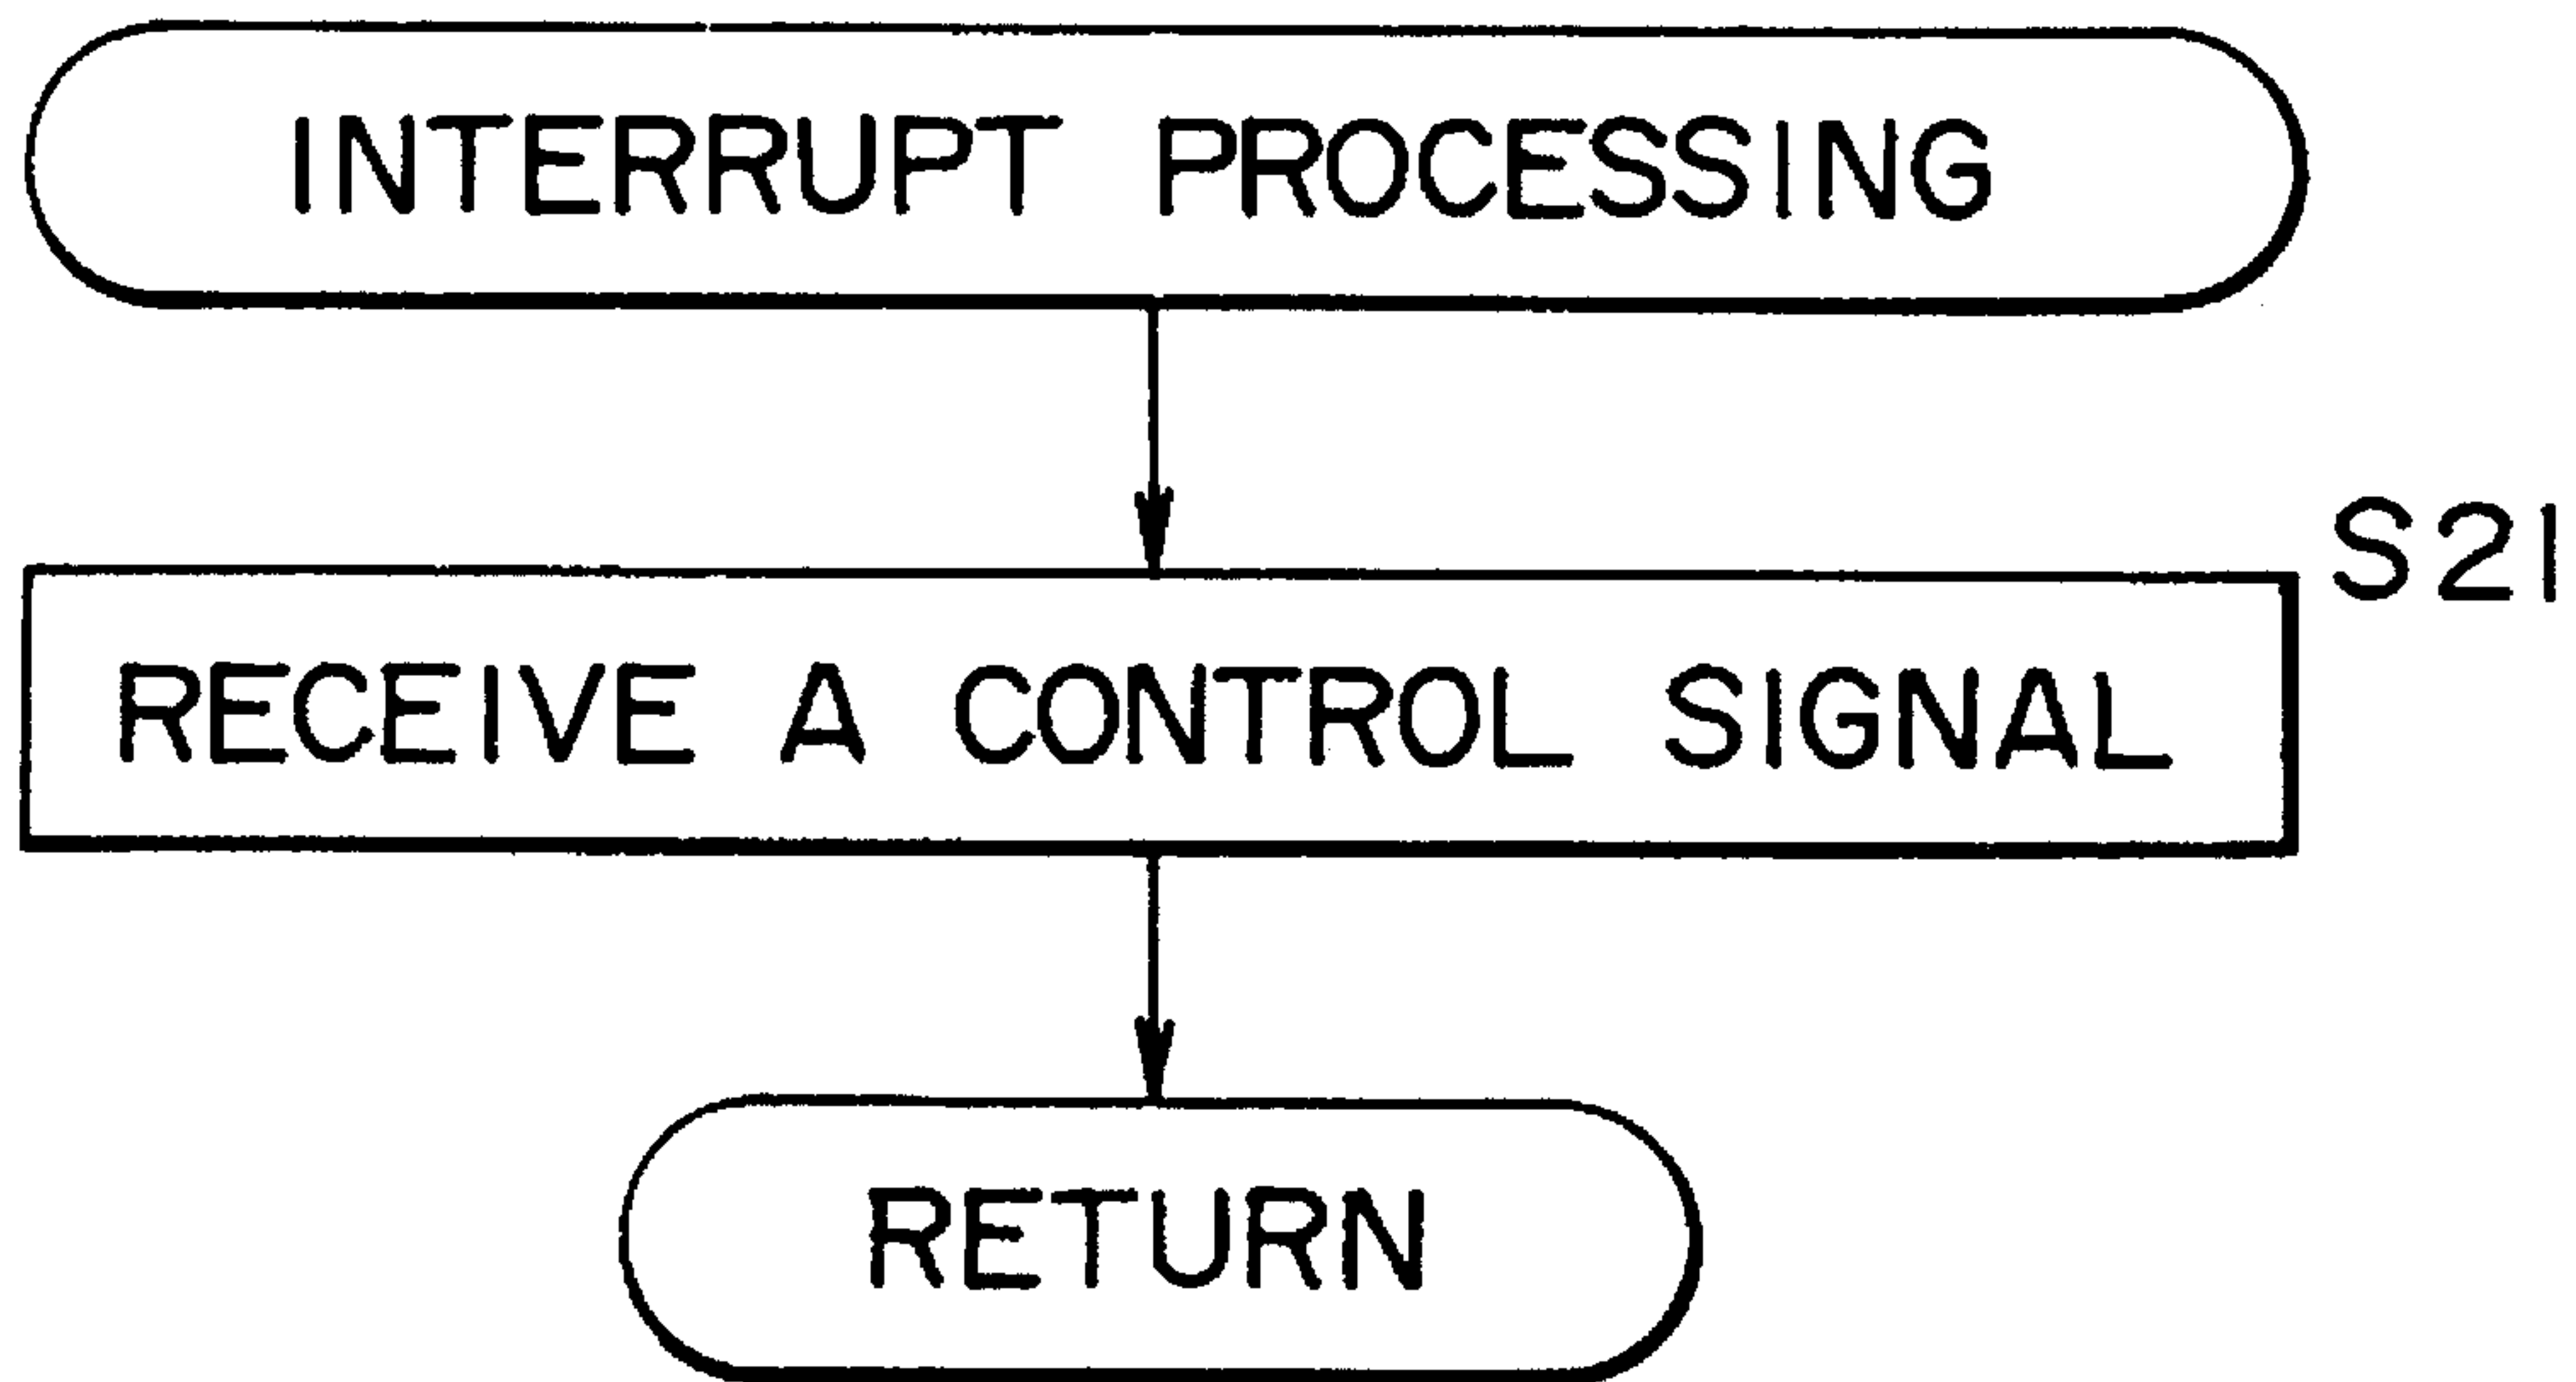 INTERRUPT PROCESSING
S21
RECEIVE A CONTROL SIGNAL
RETURN